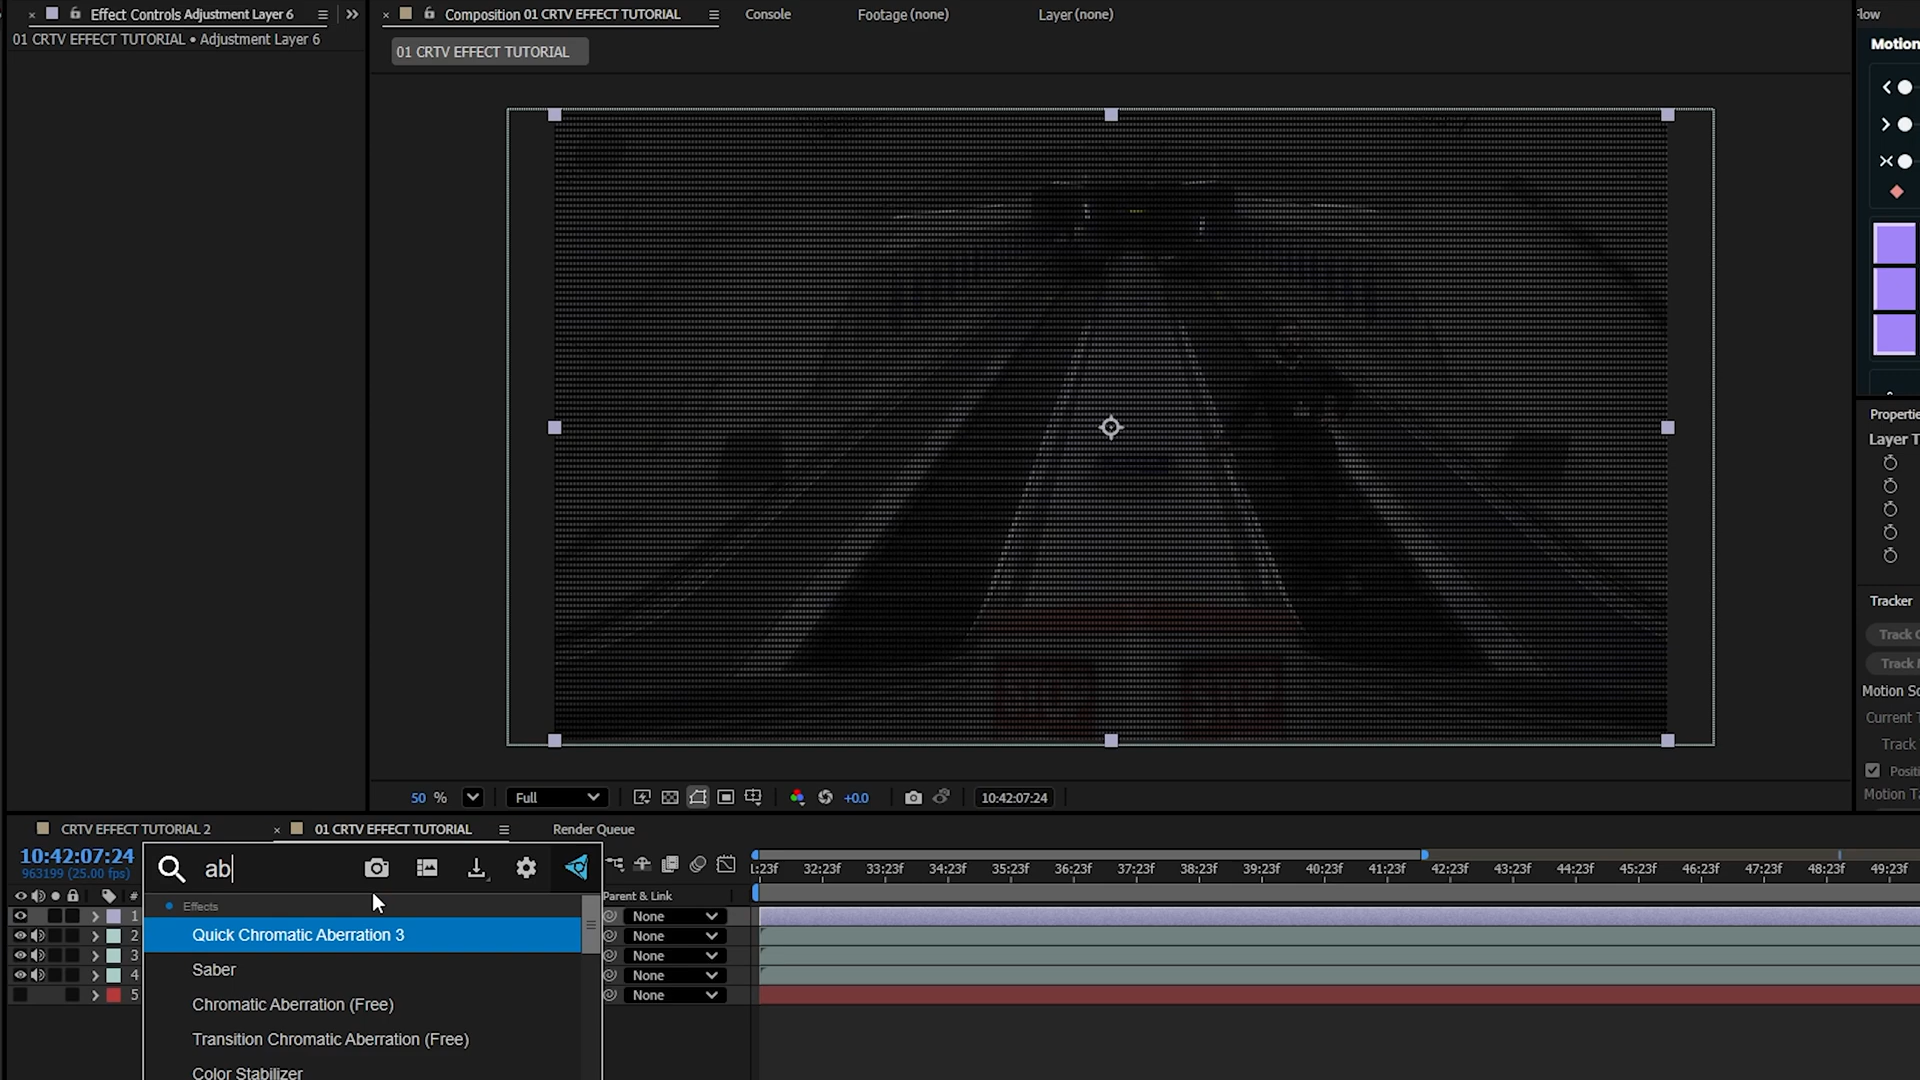 Effect Controls Adjustment Layer 6
01 CRTV EFFECT TUTORIAL • Adjustment Layer 6
Composition 01 CRTV EFFECT TUTORIAL
Console
Footage (none)
Layer (none)
01 CRTV EFFECT TUTORIAL
Motion
Properties
Layer T
Tracker
Track
Track
Motion So
Current T
Track
Positi
Motion Ta
50 %
Full
+0.0
10:42:07:24
CRTV EFFECT TUTORIAL 2
01 CRTV EFFECT TUTORIAL
Render Queue
10:42:07:24
963199 (25.00 fps)
ab
:23f 32:23f 33:23f 34:23f 35:23f 36:23f 37:23f 38:23f 39:23f 40:23f 41:23f 42:23f 43:23f 44:23f 45:23f 46:23f 47:23f 48:23f 49:23f
#
Parent & Link
Effects
Quick Chromatic Aberration 3
Saber
Chromatic Aberration (Free)
Transition Chromatic Aberration (Free)
Color Stabilizer
1 None
2 None
3 None
4 None
5 None